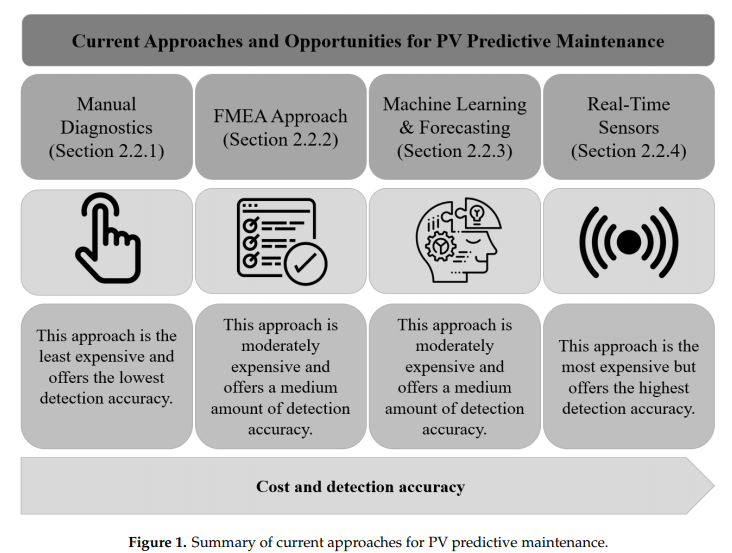 Current Approaches and Opportunities for PV Predictive Maintenance
Manual
Diagnostics
(Section 2.2.1)
FMEA Approach
(Section 2.2.2)
Machine Learning
& Forecasting
(Section 2.2.3)
Real-Time
Sensors
(Section 2.2.4)
This approach is the
least expensive and
offers the lowest
detection accuracy.
This approach is
moderately
expensive and
offers a medium
amount of detection
accuracy.
This approach is
moderately
expensive and
offers a medium
amount of detection
accuracy.
This approach is the
most expensive but
offers the highest
detection accuracy.
Cost and detection accuracy
Figure 1. Summary of current approaches for PV predictive maintenance.